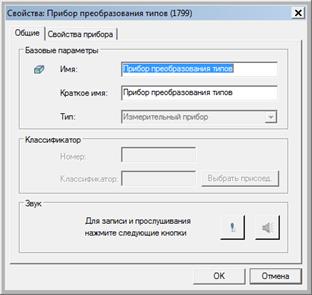 Свойства: Прибор преобразования типов (1799)
Общие Свойства прибора
Базовые параметры
Имя: Прибор преобразования типов
Краткое имя: Прибор преобразования типов
Тип: Измерительный прибор
Классификатор
Номер:
Классификатор: Выбрать присоед.
Звук
Для записи и прослушивания
нажмите следующие кнопки
OK Отмена